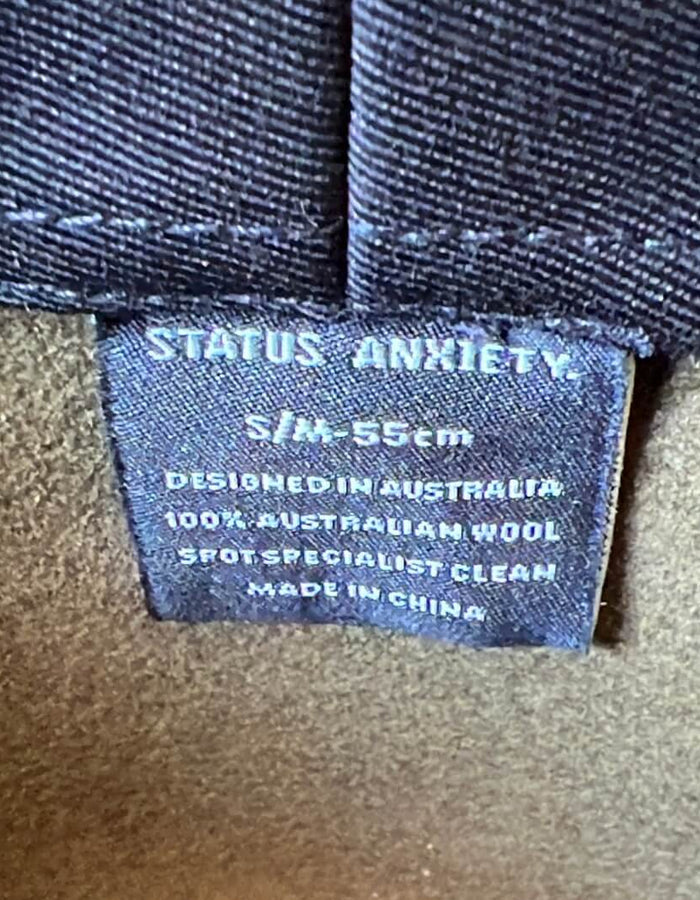 STATUS ANXIETY.
S/M-55cm
DESIGNED IN AUSTRALIA
100% AUSTRALIAN WOOL
SPOT SPECIALIST CLEAN
MADE IN CHINA